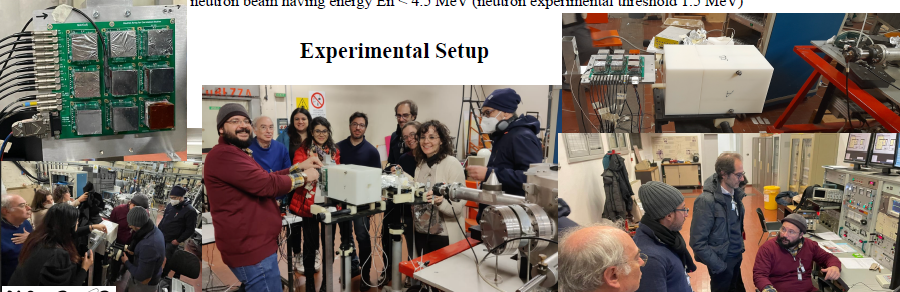 neutron beam having energy En < 4.5 MeV (neutron experimental threshold 1.5 MeV)
Experimental Setup